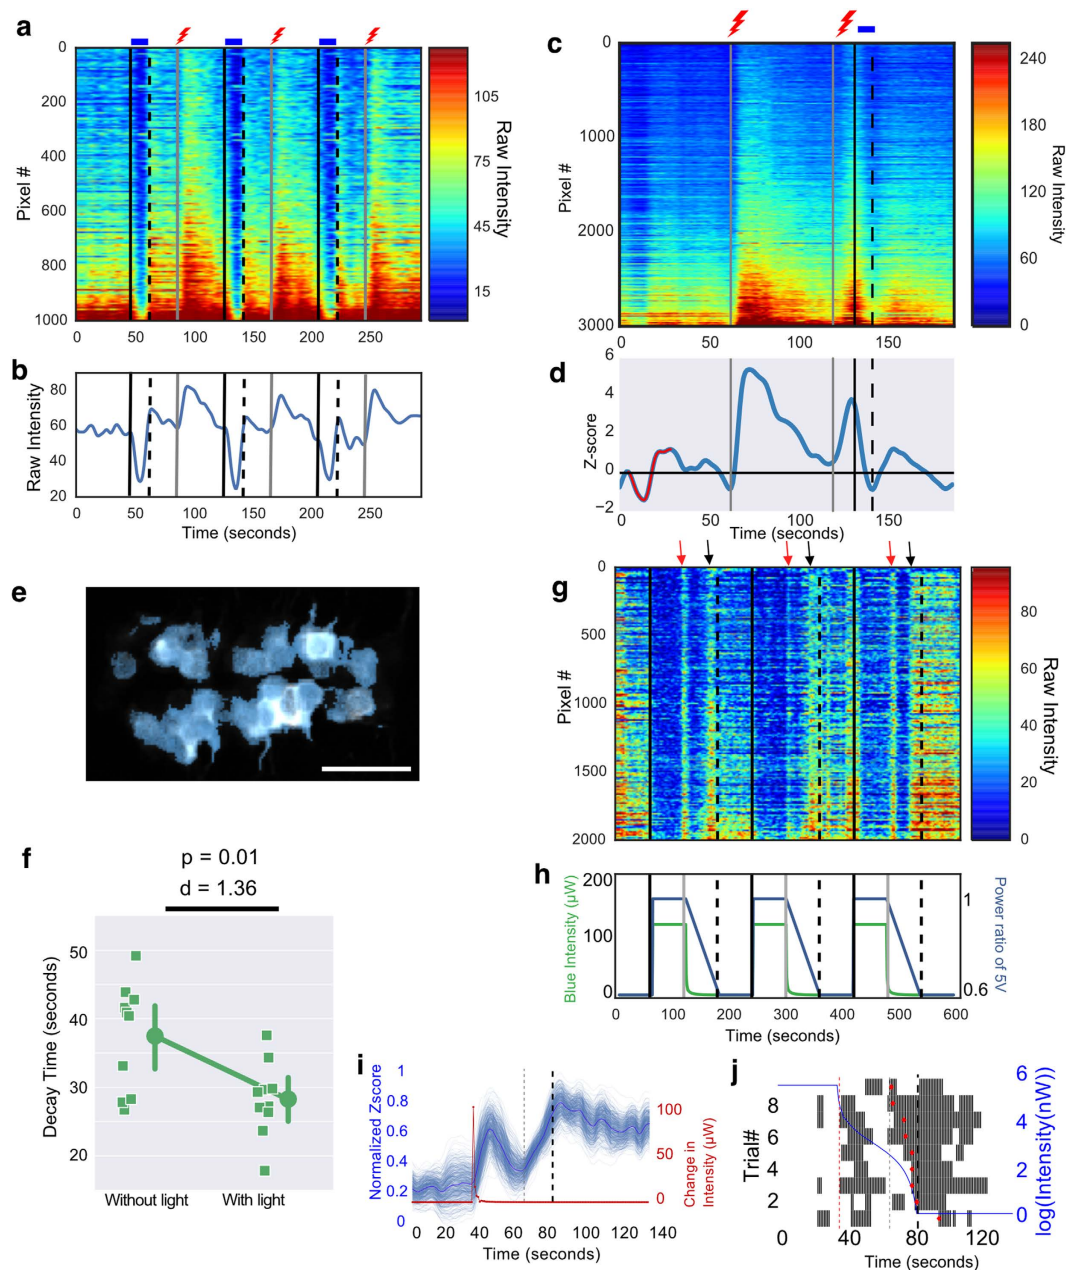 a
0
200
400
600
800
1000
Pixel #
0 50 100 150 200 250
105
75
45
15
Raw Intensity
b
80
60
40
20
Raw Intensity
0 50 100 150 200 250
Time (seconds)
c
0
1000
2000
3000
Pixel #
0 50 100 150
240
180
120
60
0
Raw Intensity
d
6
4
2
0
−2
Z-score
0 50 100 150
Time (seconds)
e
f
p = 0.01
d = 1.36
50
40
30
20
Decay Time (seconds)
Without light With light
g
0
500
1000
1500
2000
Pixel #
80
60
40
20
0
Raw Intensity
h
200
100
0
Blue Intensity (µW)
1
0.6
Power ratio of 5V
0 100 200 300 400 500 600
Time (seconds)
i
1
0.8
0.6
0.4
0.2
0
Normalized Zscore
100
50
0
Change in
Intensity (µW)
0 20 40 60 80 100 120 140
Time (seconds)
j
8
6
4
2
Trial#
6
4
2
0
log(Intensity(nW))
0 40 80 120
Time (seconds)